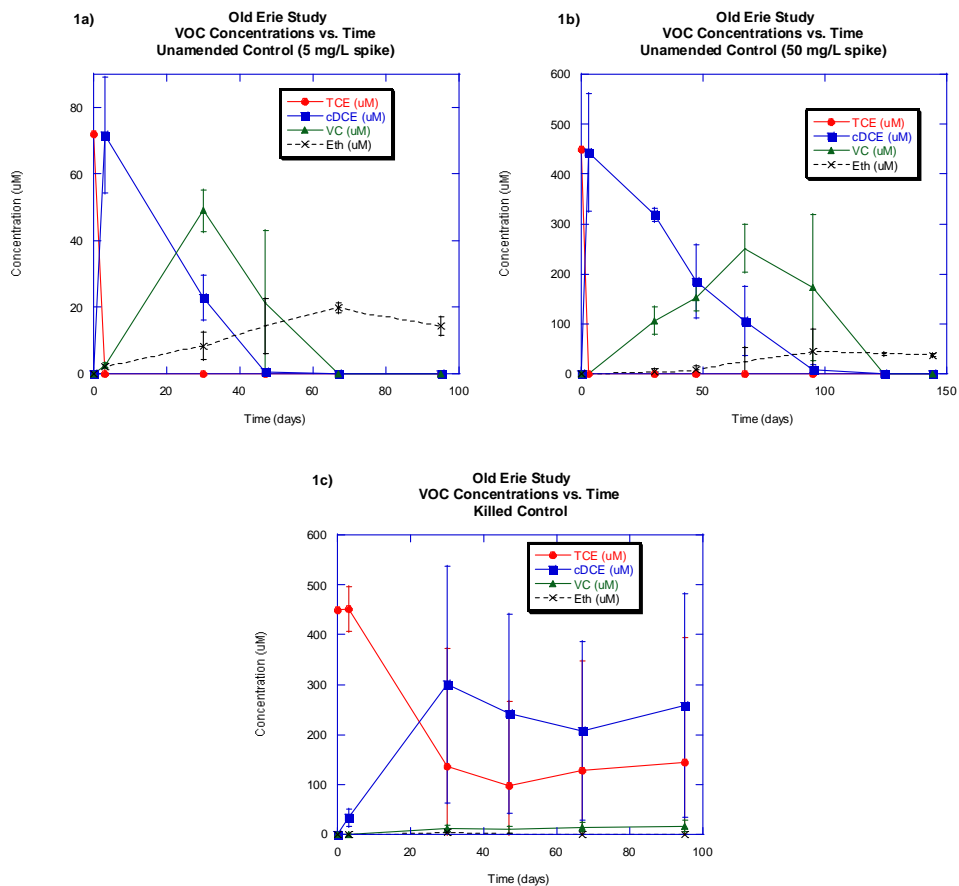 1a)
Old Erie Study
VOC Concentrations vs. Time
Unamended Control (5 mg/L spike)
TCE (uM)
cDCE (uM)
VC (uM)
Eth (uM)
Concentration (uM)
80
60
40
20
0
0 20 40 60 80 100
Time (days)
1b)
Old Erie Study
VOC Concentrations vs. Time
Unamended Control (50 mg/L spike)
TCE (uM)
cDCE (uM)
VC (uM)
Eth (uM)
Concentration (uM)
600
500
400
300
200
100
0
0 50 100 150
Time (days)
1c)
Old Erie Study
VOC Concentrations vs. Time
Killed Control
TCE (uM)
cDCE (uM)
VC (uM)
Eth (uM)
Concentration (uM)
600
500
400
300
200
100
0
0 20 40 60 80 100
Time (days)